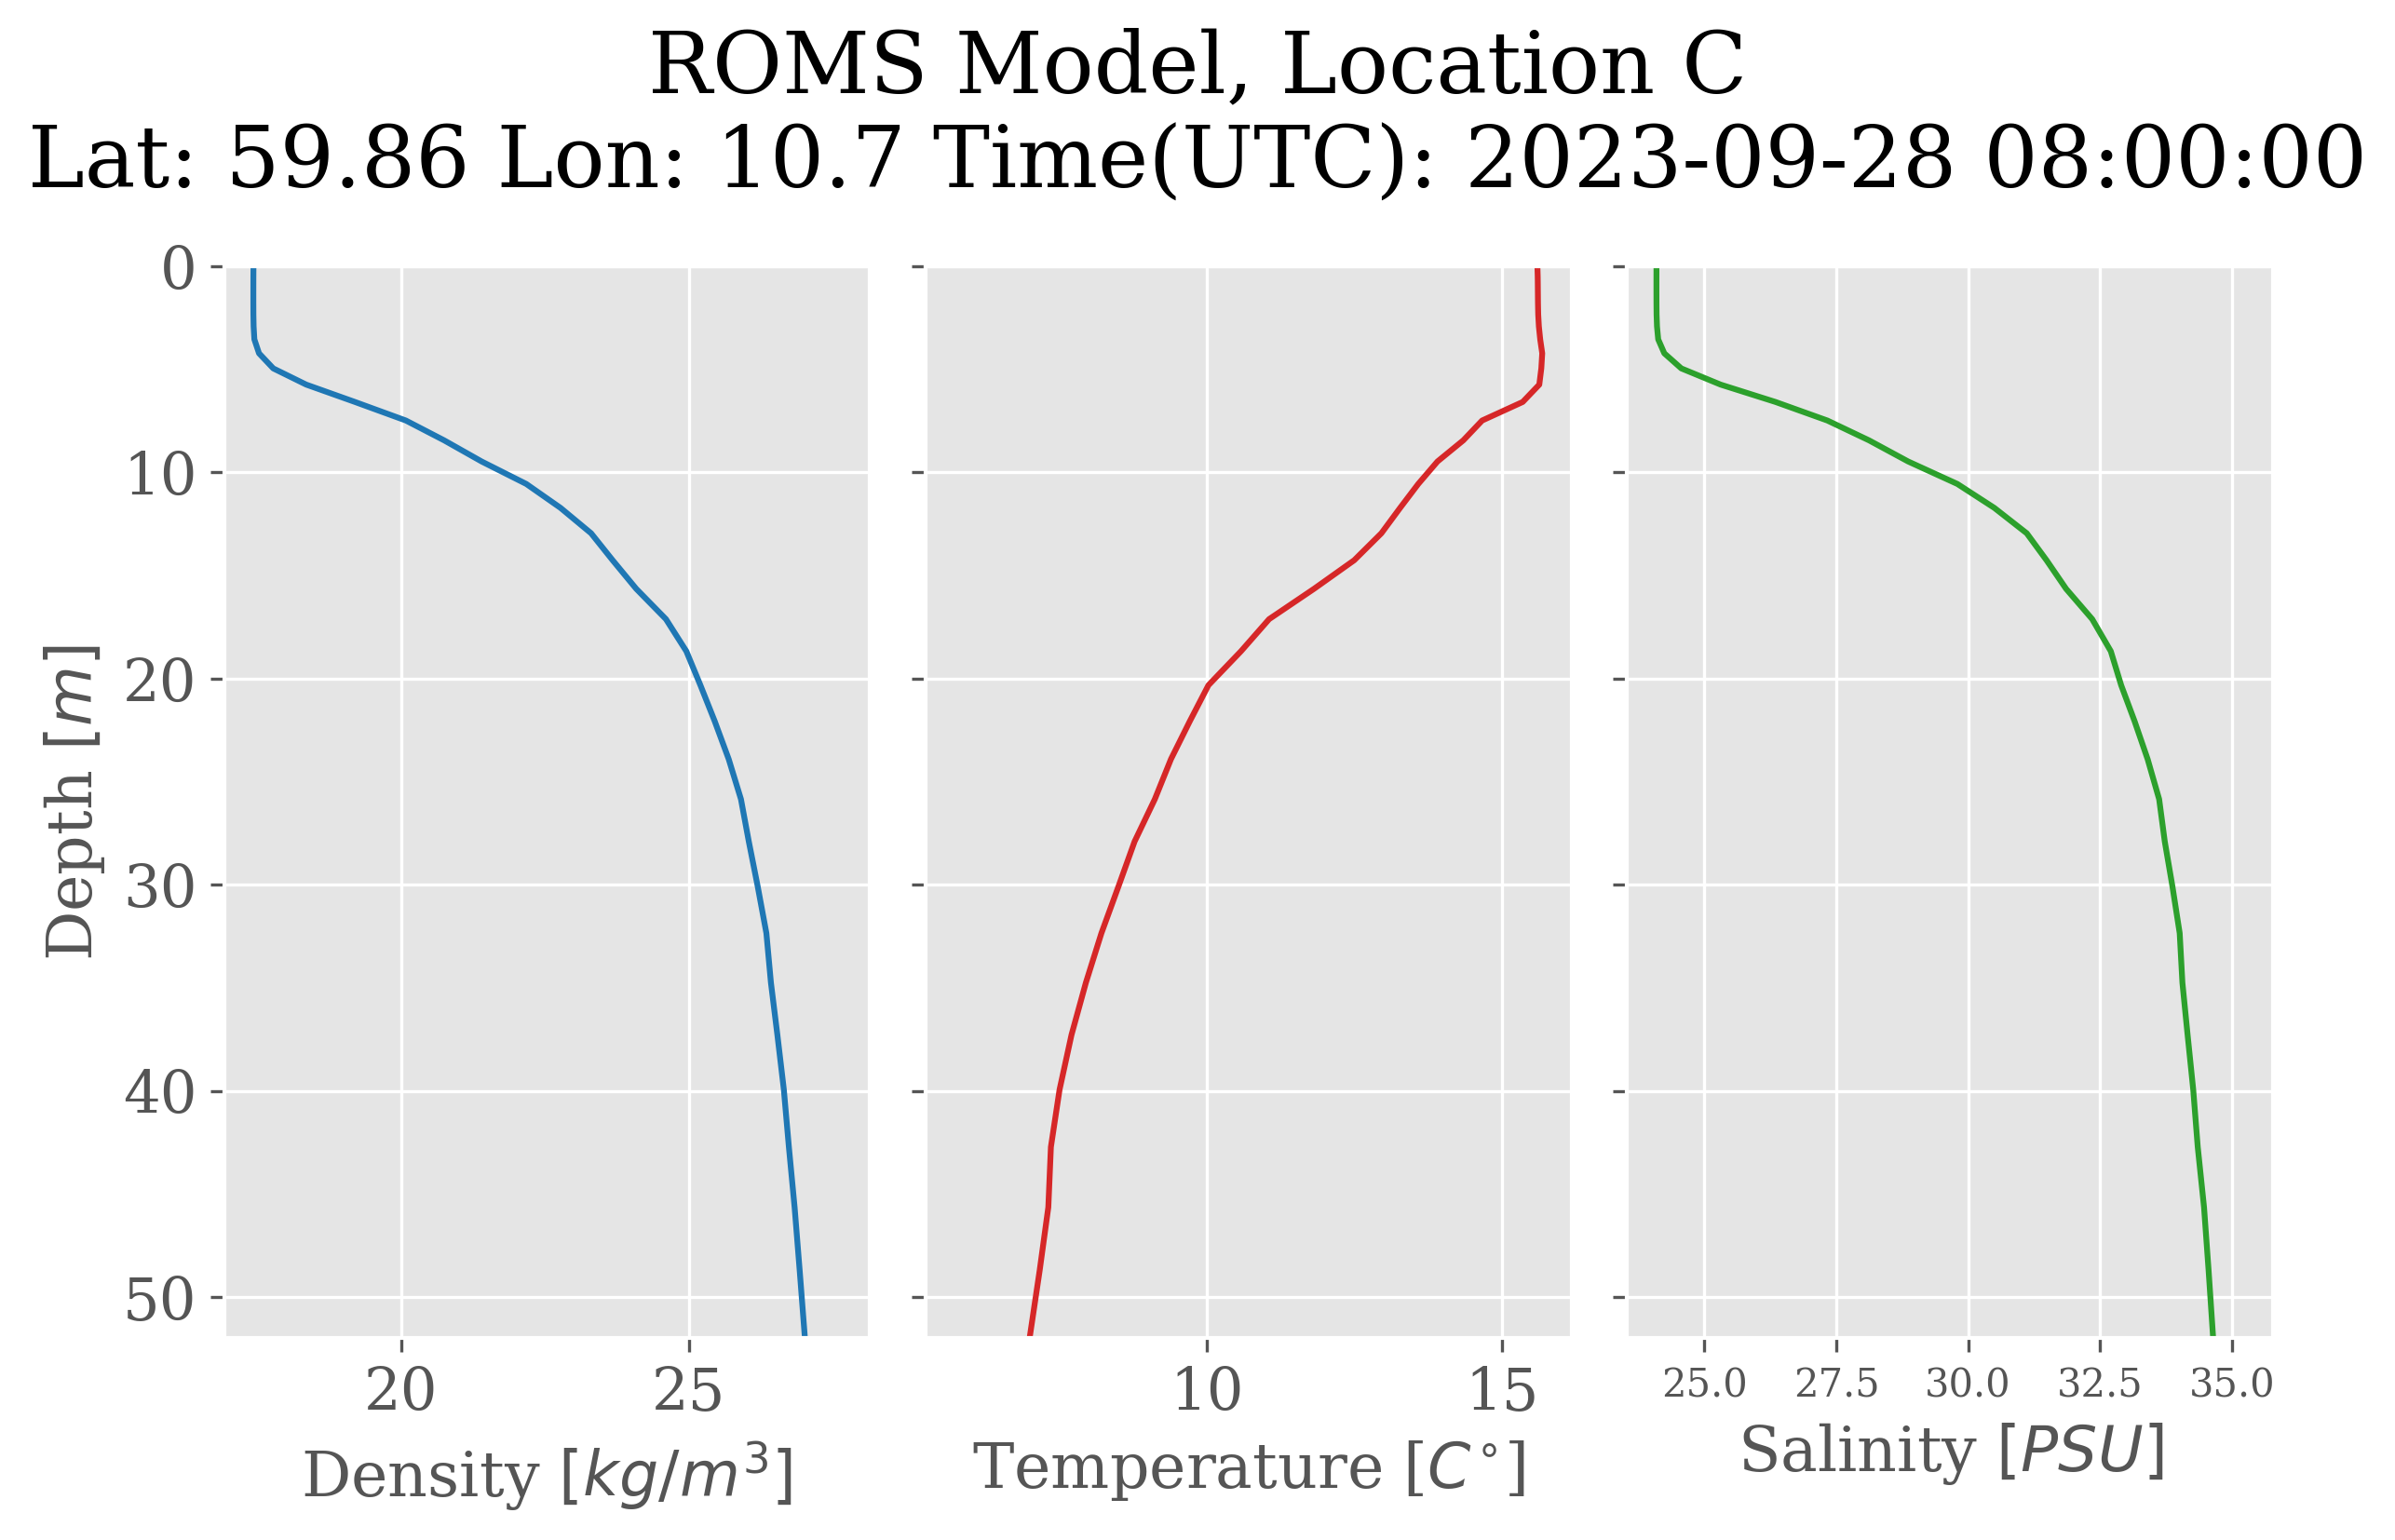 ROMS Model, Location C
Lat: 59.86 Lon: 10.7 Time(UTC): 2023-09-28 08:00:00
Depth [m]
0
10
20
30
40
50
20 25
Density [kg/m³]
10 15
Temperature [C∘]
25.0 27.5 30.0 32.5 35.0
Salinity [PSU]